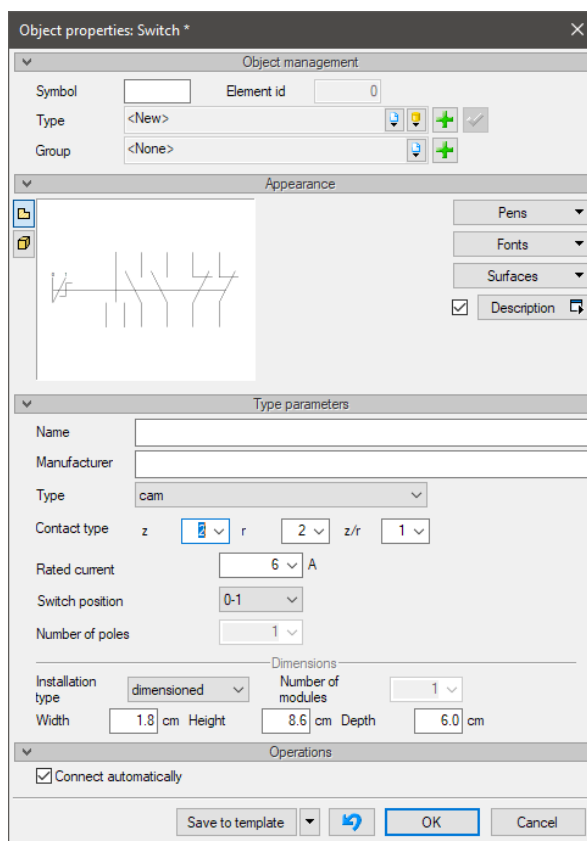 Object properties: Switch *
Object management
Symbol Element id 0
Type <New>
Group <None>
Appearance
Pens
Fonts
Surfaces
Description
Type parameters
Name
Manufacturer
Type cam
Contact type z 2 r 2 z/r 1
Rated current 6 A
Switch position 0-1
Number of poles 1
Dimensions
Installation type dimensioned Number of modules 1
Width 1.8 cm Height 8.6 cm Depth 6.0 cm
Operations
Connect automatically
Save to template OK Cancel